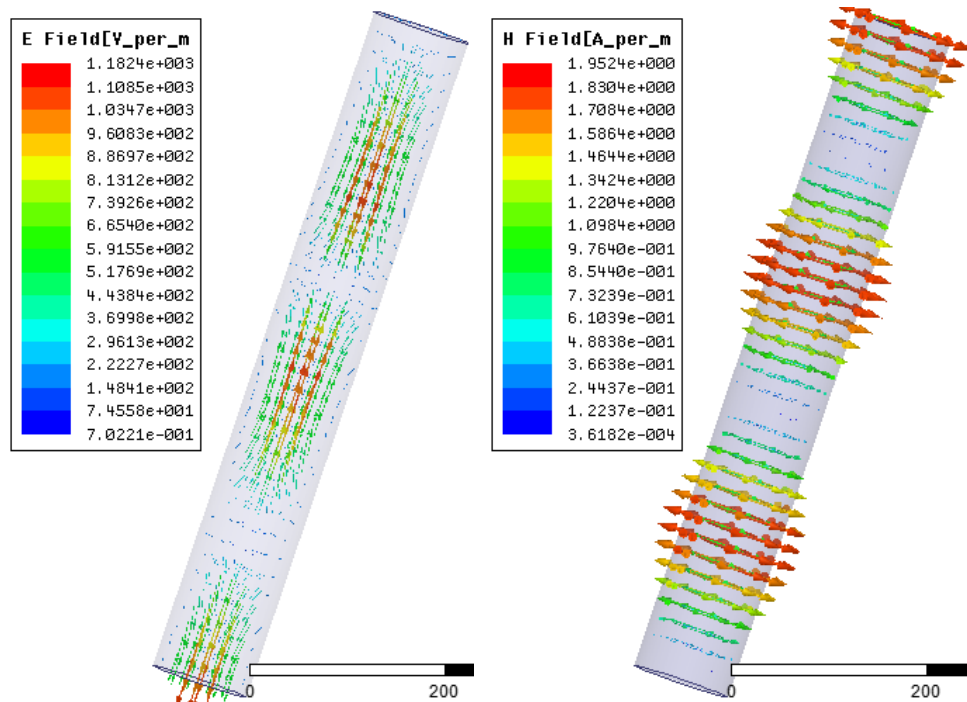 E Field[V_per_m
1.1824e+003
1.1085e+003
1.0347e+003
9.6083e+002
8.8697e+002
8.1312e+002
7.3926e+002
6.6540e+002
5.9155e+002
5.1769e+002
4.4384e+002
3.6998e+002
2.9613e+002
2.2227e+002
1.4841e+002
7.4558e+001
7.0221e-001
0
200
H Field[A_per_m
1.9524e+000
1.8304e+000
1.7084e+000
1.5864e+000
1.4644e+000
1.3424e+000
1.2204e+000
1.0984e+000
9.7640e-001
8.5440e-001
7.3239e-001
6.1039e-001
4.8838e-001
3.6638e-001
2.4437e-001
1.2237e-001
3.6182e-004
0
200